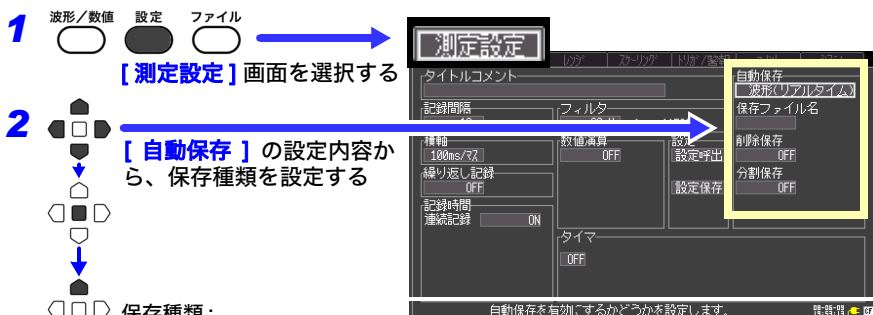 1 波形/数値 設定 ファイル
[ 測定設定 ] 画面を選択する
測定設定
2
[ 自動保存 ] の設定内容か
ら、保存種類を設定する
保存種類:
レンジ スケーリング
タイトルコメント
記録間隔
フィルタ
横軸
100ms/マス
数値演算
OFF
設定
設定呼出
設定保存
繰り返し記録
OFF
記録時間
連続記録 ON
タイマ
OFF
自動保存
波形(リアルタイム)
保存ファイル名
削除保存
OFF
分割保存
OFF
自動保存を有効にするかどうかを設定します。